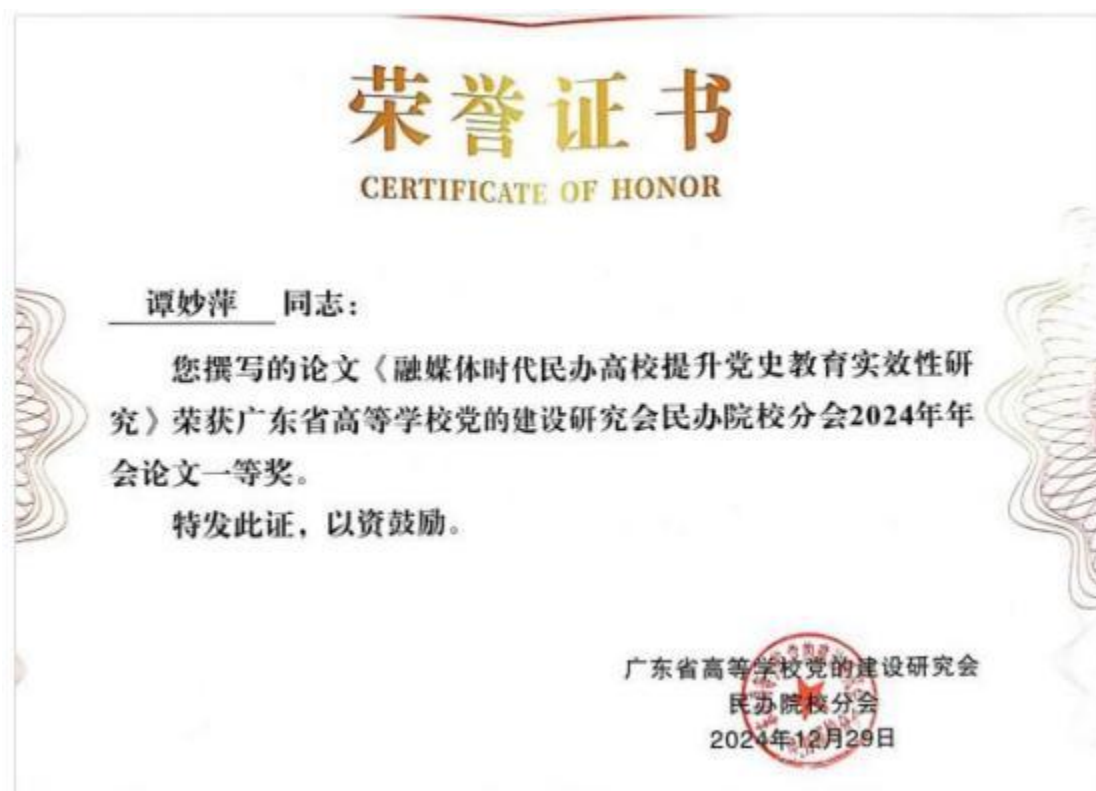 荣誉证书
CERTIFICATE OF HONOR
谭妙萍 同志：
您撰写的论文《融媒体时代民办高校提升党史教育实效性研
究》荣获广东省高等学校党的建设研究会民办院校分会2024年年
会论文一等奖。
特发此证，以资鼓励。
广东省高等学校党的建设研究会
民办院校分会
2024年12月29日